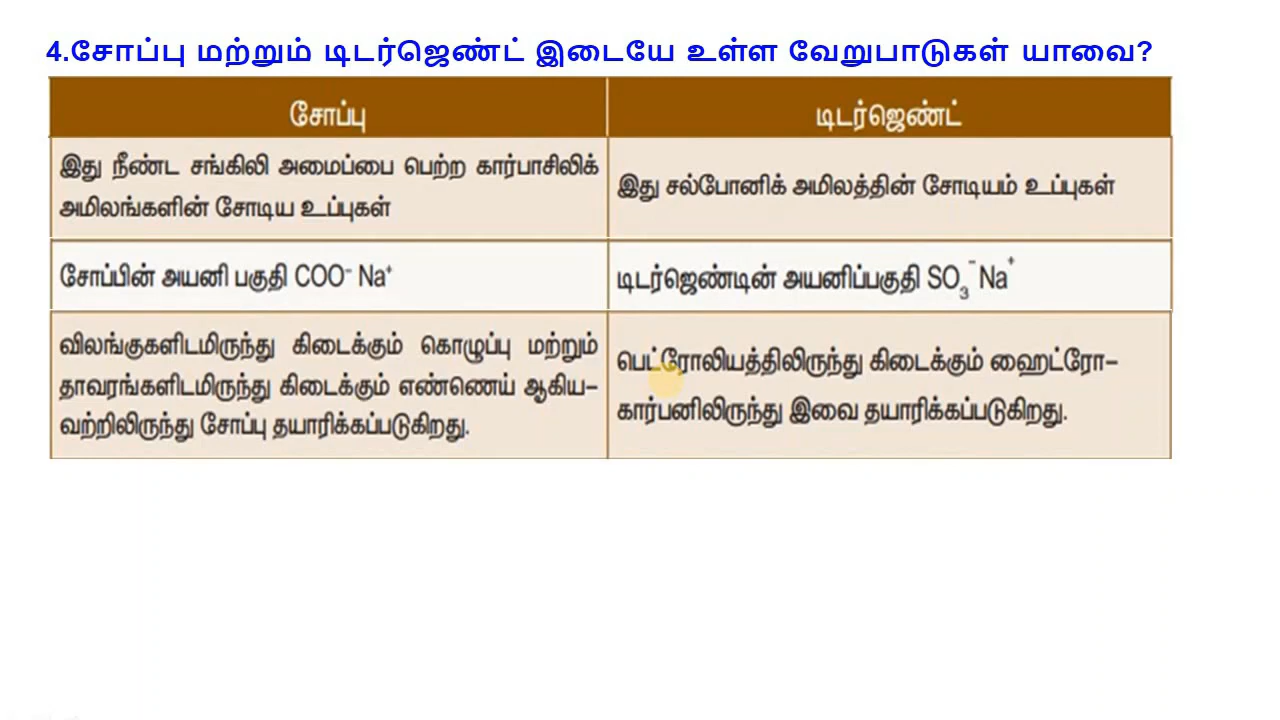 4.சோப்பு மற்றும் டிடர்ஜெண்ட் இடையே உள்ள வேறுபாடுகள் யாவை?
சோப்பு
டிடர்ஜெண்ட்
இது நீண்ட சங்கிலி அமைப்பை பெற்ற கார்பாசிலிக்
அமிலங்களின் சோடிய உப்புகள்
இது சல்போனிக் அமிலத்தின் சோடியம் உப்புகள்
சோப்பின் அயனி பகுதி COO⁻ Na⁺
டிடர்ஜெண்டின் அயனிப்பகுதி SO₃⁻ Na⁺
விலங்குகளிடமிருந்து கிடைக்கும் கொழுப்பு மற்றும்
தாவரங்களிடமிருந்து கிடைக்கும் எண்ணெய் ஆகிய–
வற்றிலிருந்து சோப்பு தயாரிக்கப்படுகிறது.
பெட்ரோலியத்திலிருந்து கிடைக்கும் ஹைட்ரோ–
கார்பனிலிருந்து இவை தயாரிக்கப்படுகிறது.